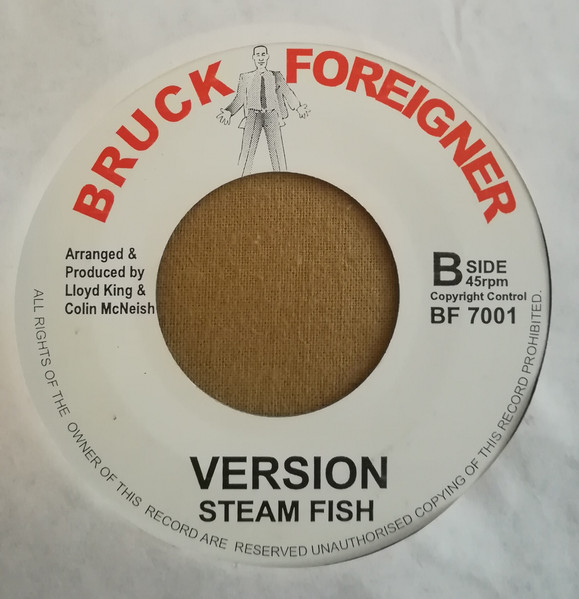 BRUCK FOREIGNER
Arranged &
Produced by
Lloyd King &
Colin McNeish
B SIDE
45rpm
Copyright Control
BF 7001
VERSION
STEAM FISH
ALL RIGHTS OF THE OWNER OF THIS RECORD ARE RESERVED UNAUTHORISED COPYING OF THIS RECORD PROHIBITED.